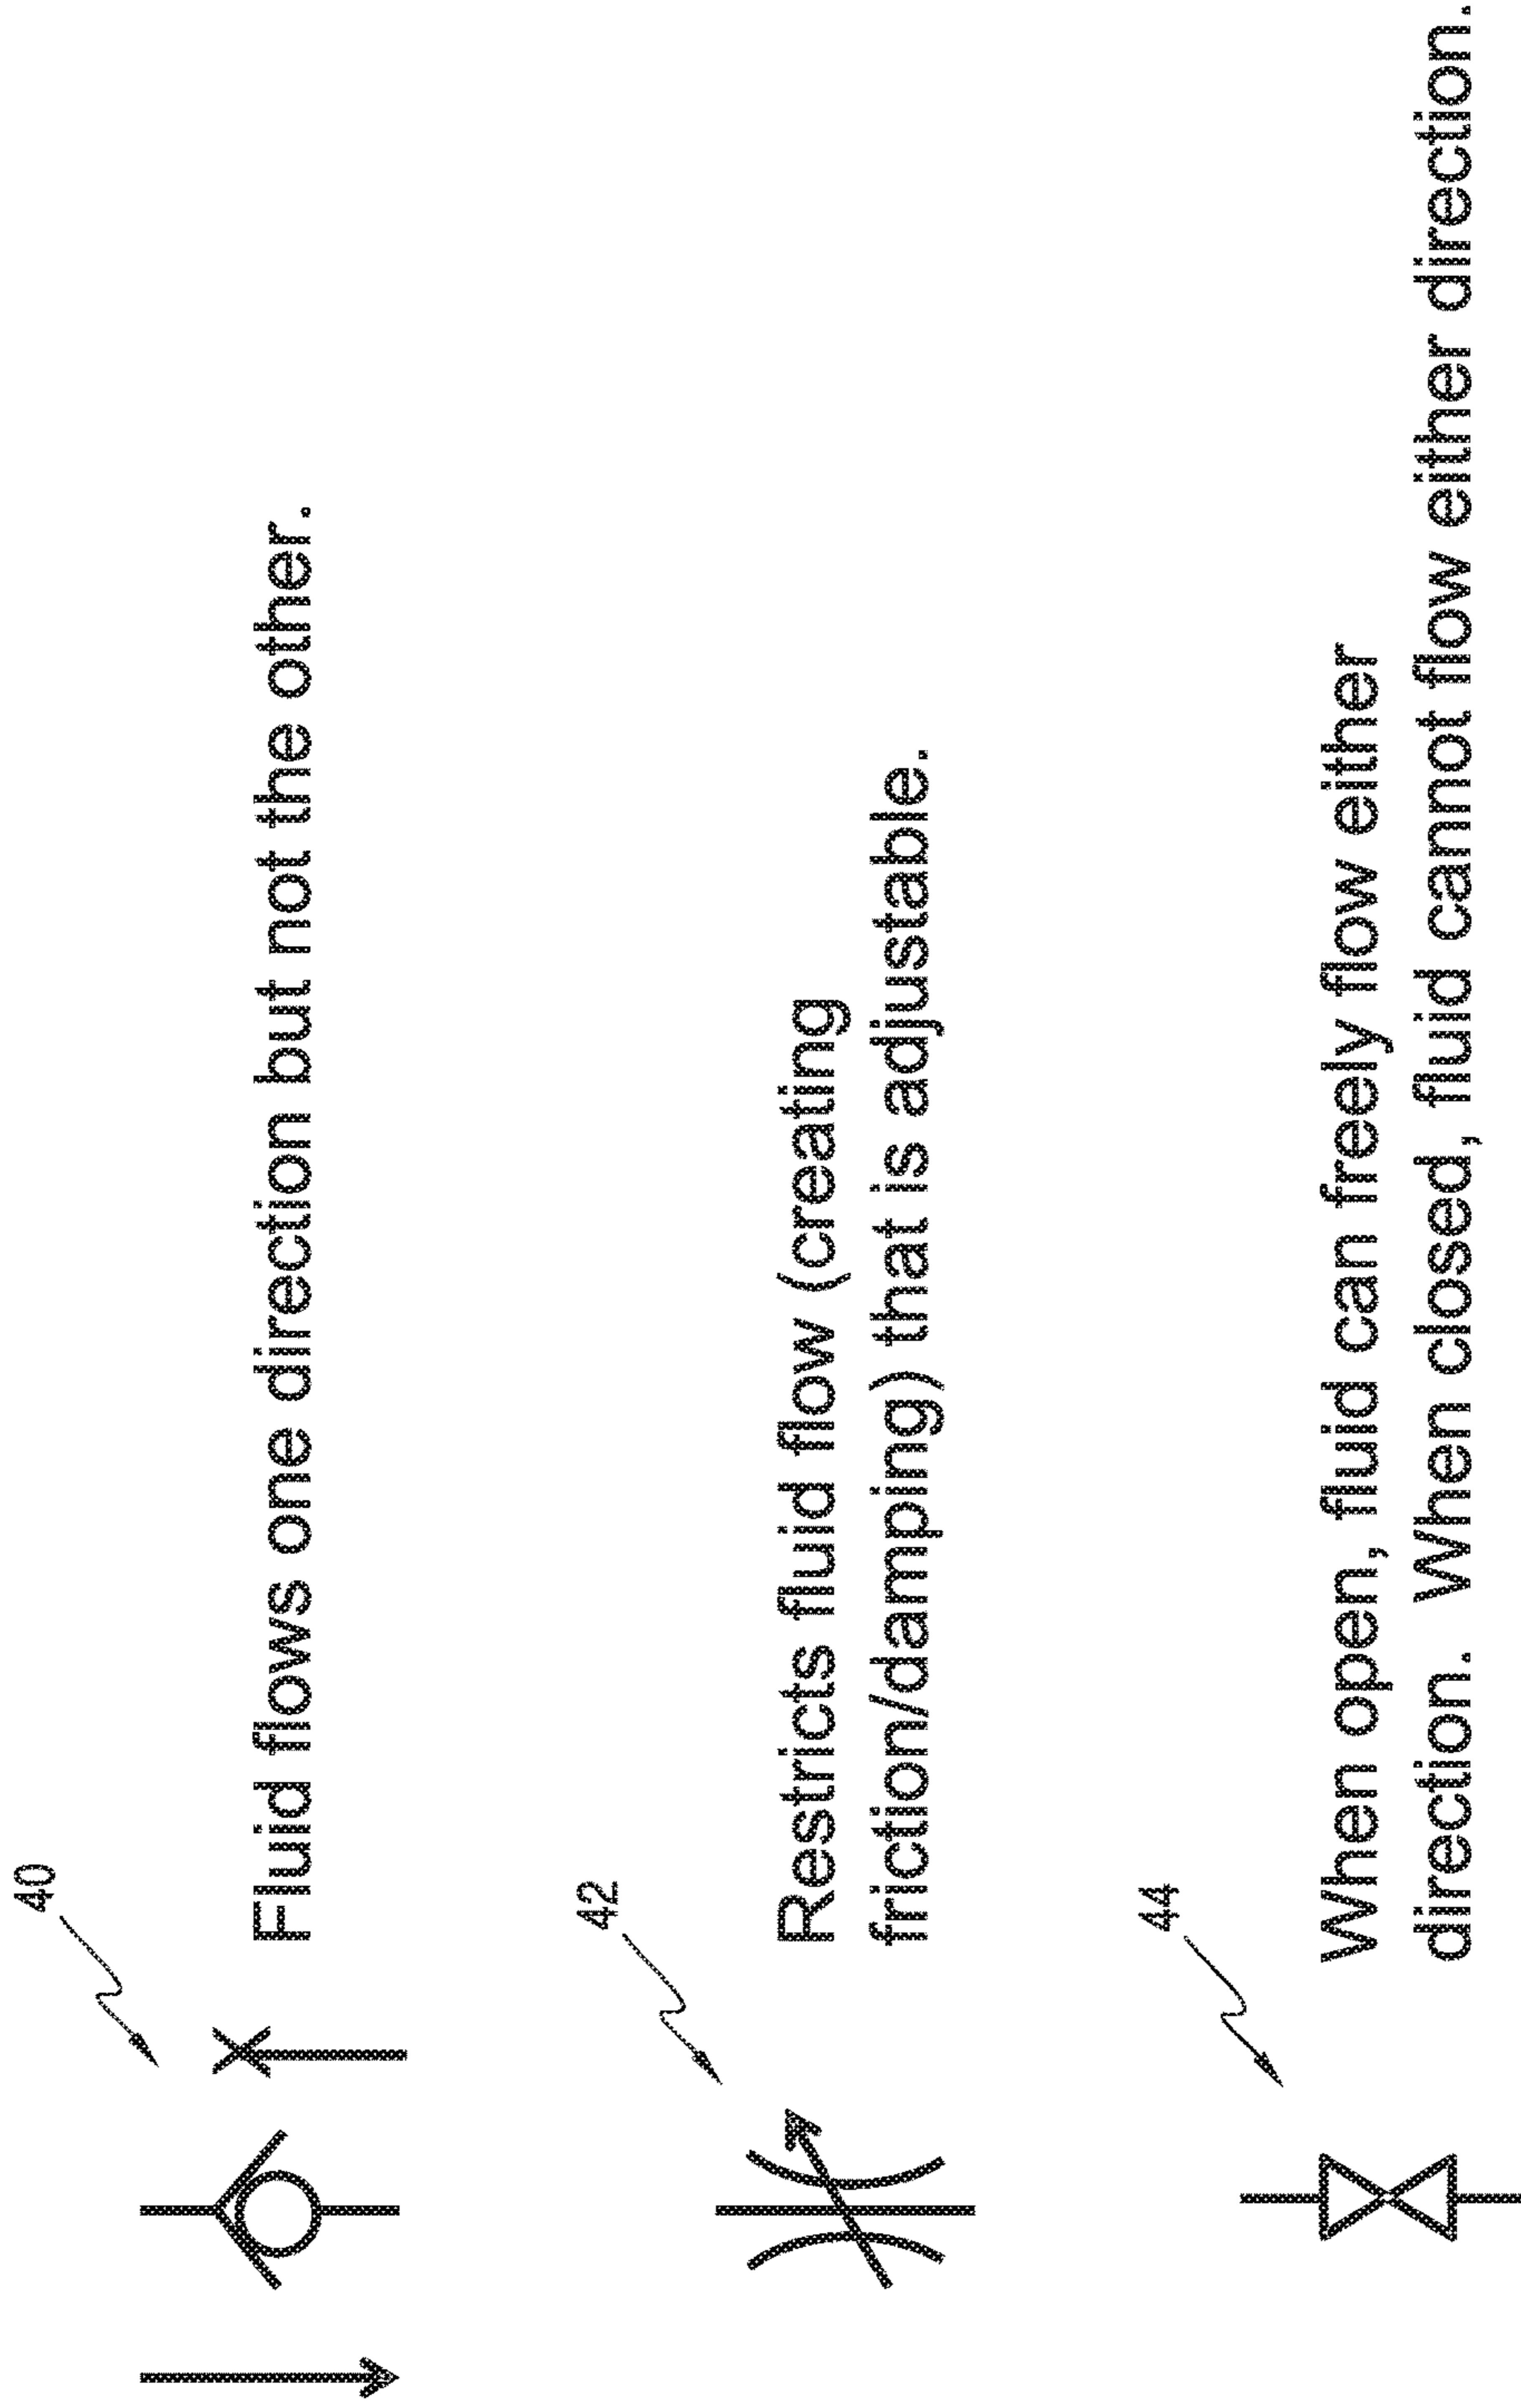 40
Fluid flows one direction but not the other.
42
Restricts fluid flow (creating
friction/damping) that is adjustable.
44
When open, fluid can freely flow either
direction.  When closed, fluid cannot flow either direction.